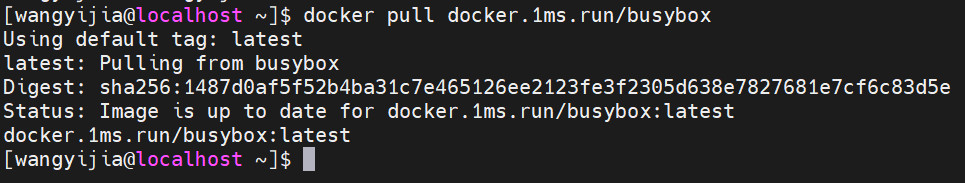 [wangyijia@localhost ~]$ docker pull docker.1ms.run/busybox
Using default tag: latest
latest: Pulling from busybox
Digest: sha256:1487d0af5f52b4ba31c7e465126ee2123fe3f2305d638e7827681e7cf6c83d5e
Status: Image is up to date for docker.1ms.run/busybox:latest
docker.1ms.run/busybox:latest
[wangyijia@localhost ~]$